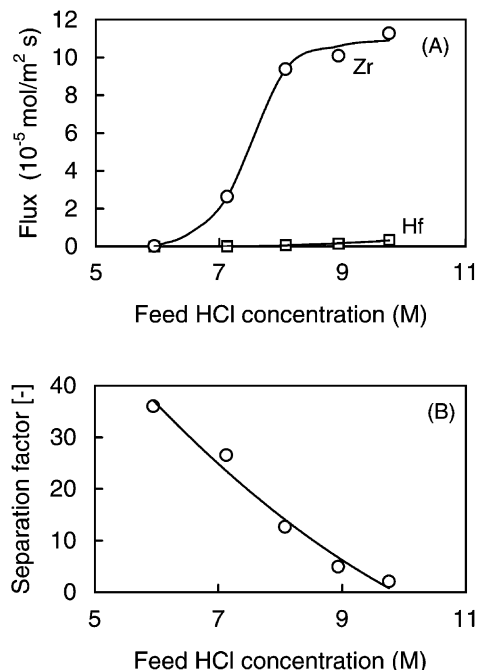 12
10
8
6
4
2
0
Flux (10⁻⁵ mol/m² s)
(A)
Zr
Hf
5 7 9 11
Feed HCl concentration (M)
40
30
20
10
0
Separation factor [-]
(B)
5 7 9 11
Feed HCl concentration (M)